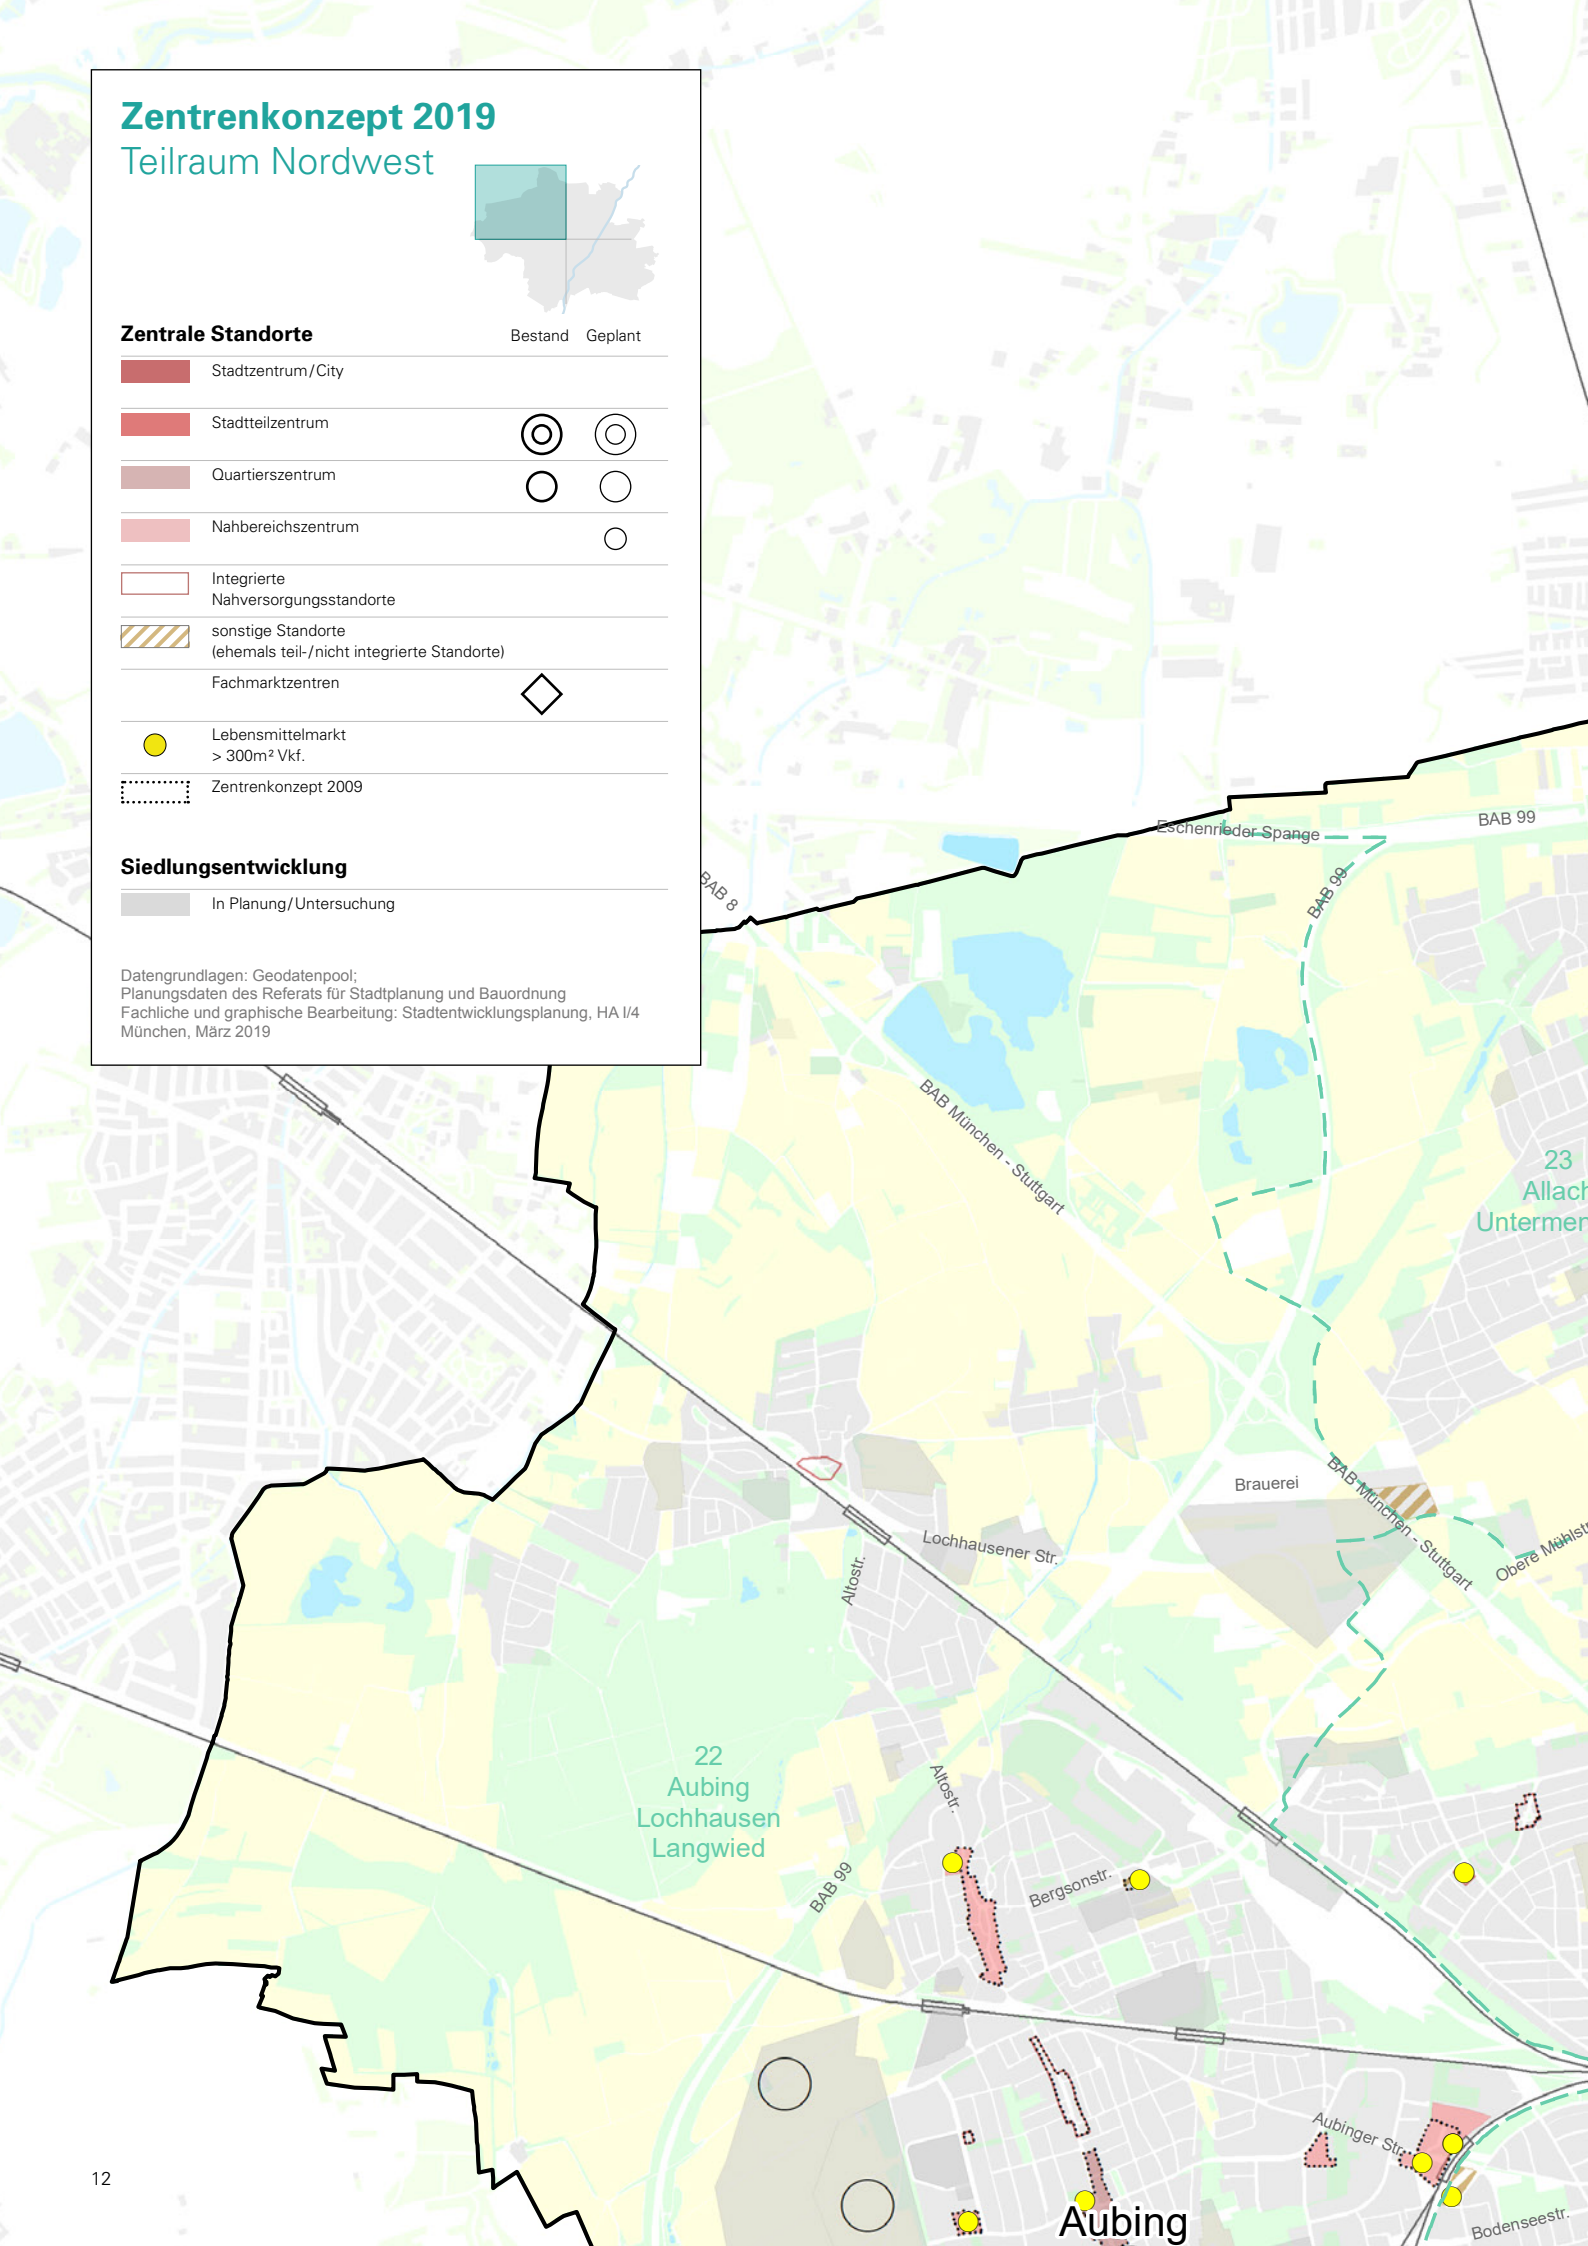 Zentrenkonzept 2019
Teilraum Nordwest
Zentrale Standorte Bestand Geplant
Stadtzentrum/City
Stadtteilzentrum
Quartierszentrum
Nahbereichszentrum
Integrierte
Nahversorgungsstandorte
sonstige Standorte
(ehemals teil-/nicht integrierte Standorte)
Fachmarktzentren
Lebensmittelmarkt
> 300m² Vkf.
Zentrenkonzept 2009
Siedlungsentwicklung
In Planung/Untersuchung
Datengrundlagen: Geodatenpool;
Planungsdaten des Referats für Stadtplanung und Bauordnung
Fachliche und graphische Bearbeitung: Stadtentwicklungsplanung, HA I/4
München, März 2019
Eschenrieder Spange
BAB 99
BAB 8
BAB 99
BAB München - Stuttgart
23
Allach
Untermen
Brauerei
BAB München - Stuttgart
Lochhausener Str.
Obere Mühlstr
Altostr.
22
Aubing
Lochhausen
Langwied
Altostr.
BAB 99
Bergsonstr.
Aubinger Str.
Aubing
Bodenseestr.
12